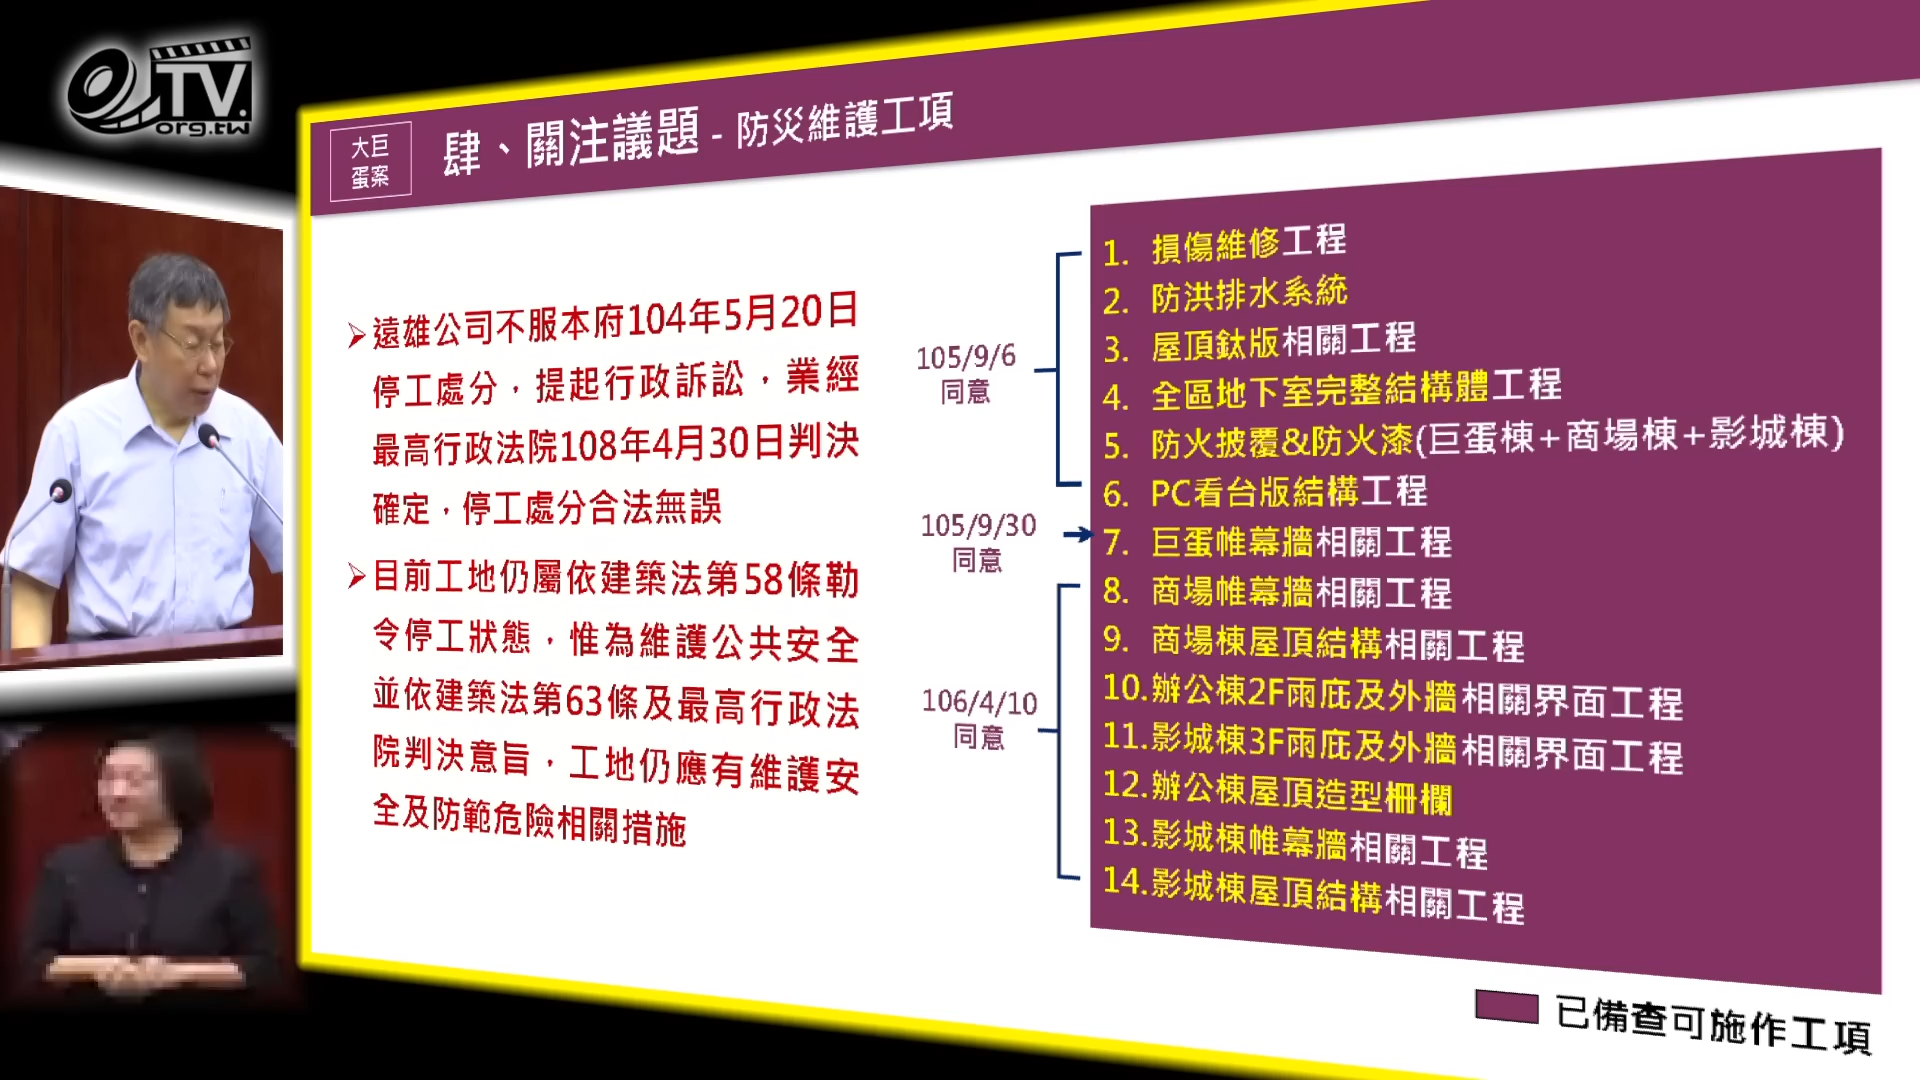 TV.
org.tw
大巨
蛋案
肆、關注議題 - 防災維護工項
➢遠雄公司不服本府104年5月20日
停工處分，提起行政訴訟，業經
最高行政法院108年4月30日判決
確定，停工處分合法無誤
➢目前工地仍屬依建築法第58條勒
令停工狀態，惟為維護公共安全
並依建築法第63條及最高行政法
院判決意旨，工地仍應有維護安
全及防範危險相關措施
105/9/6
同意
105/9/30
同意
106/4/10
同意
1. 損傷維修工程
2. 防洪排水系統
3. 屋頂鈦版相關工程
4. 全區地下室完整結構體工程
5. 防火披覆&防火漆(巨蛋棟+商場棟+影城棟)
6. PC看台版結構工程
7. 巨蛋帷幕牆相關工程
8. 商場帷幕牆相關工程
9. 商場棟屋頂結構相關工程
10.辦公棟2F雨庇及外牆相關界面工程
11.影城棟3F雨庇及外牆相關界面工程
12.辦公棟屋頂造型柵欄
13.影城棟帷幕牆相關工程
14.影城棟屋頂結構相關工程
已備查可施作工項